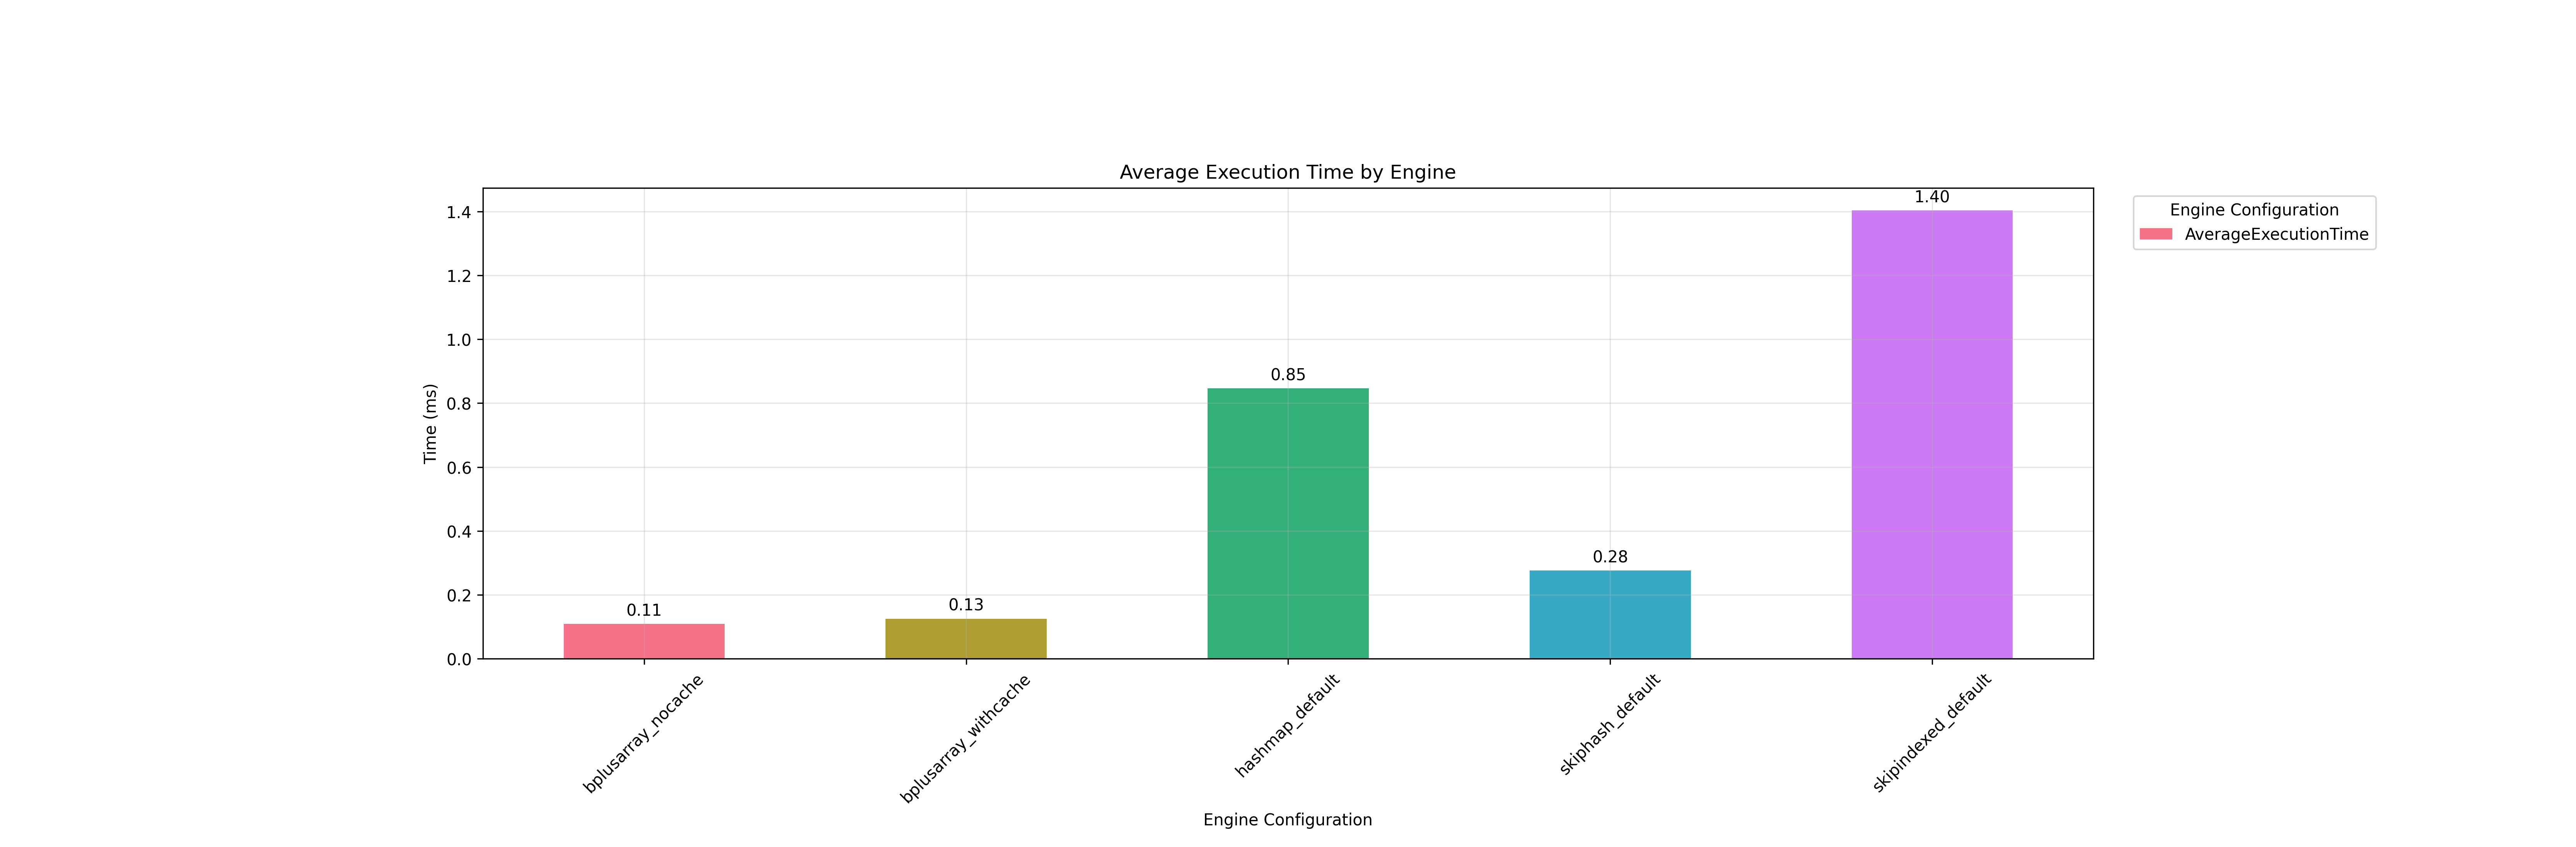 Average Execution Time by Engine
1.4
1.2
1.0
0.8
0.6
0.4
0.2
0.0
Time (ms)
0.11
0.13
0.85
0.28
1.40
bplusarray_nocache
bplusarray_withcache
hashmap_default
skiphash_default
skipindexed_default
Engine Configuration
Engine Configuration
AverageExecutionTime